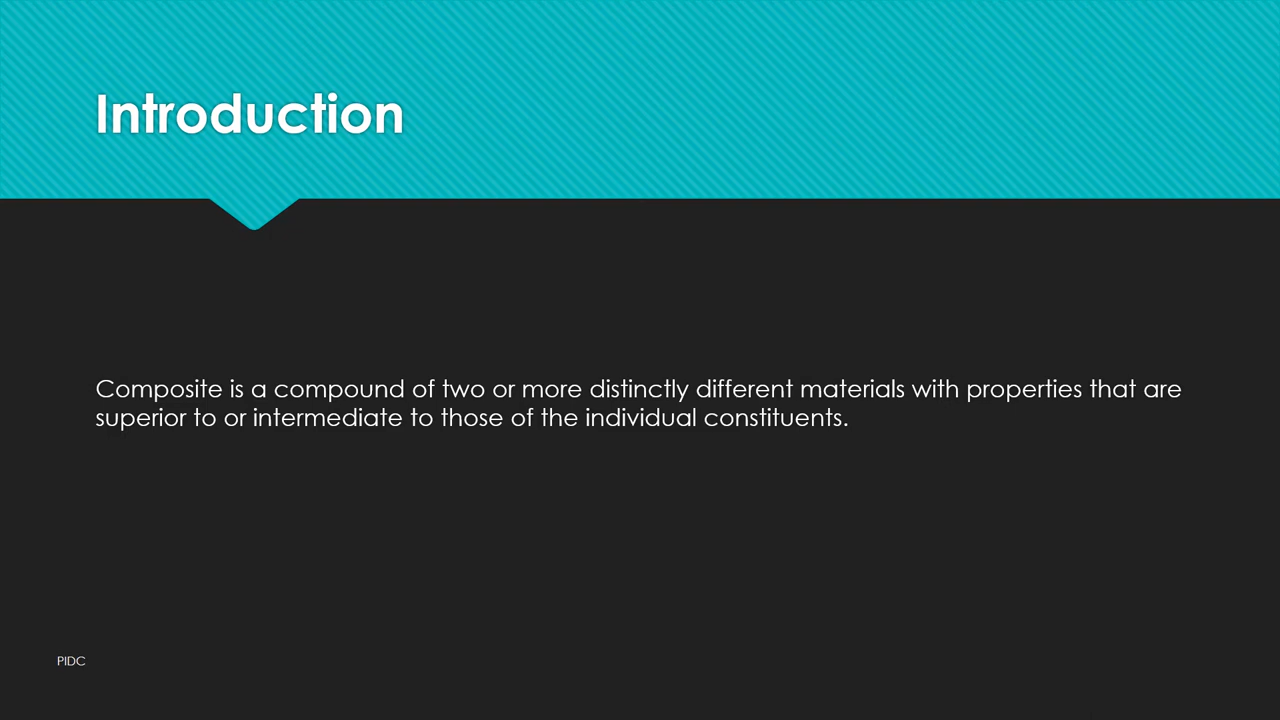 Introduction
Composite is a compound of two or more distinctly different materials with properties that are
superior to or intermediate to those of the individual constituents.
PIDC